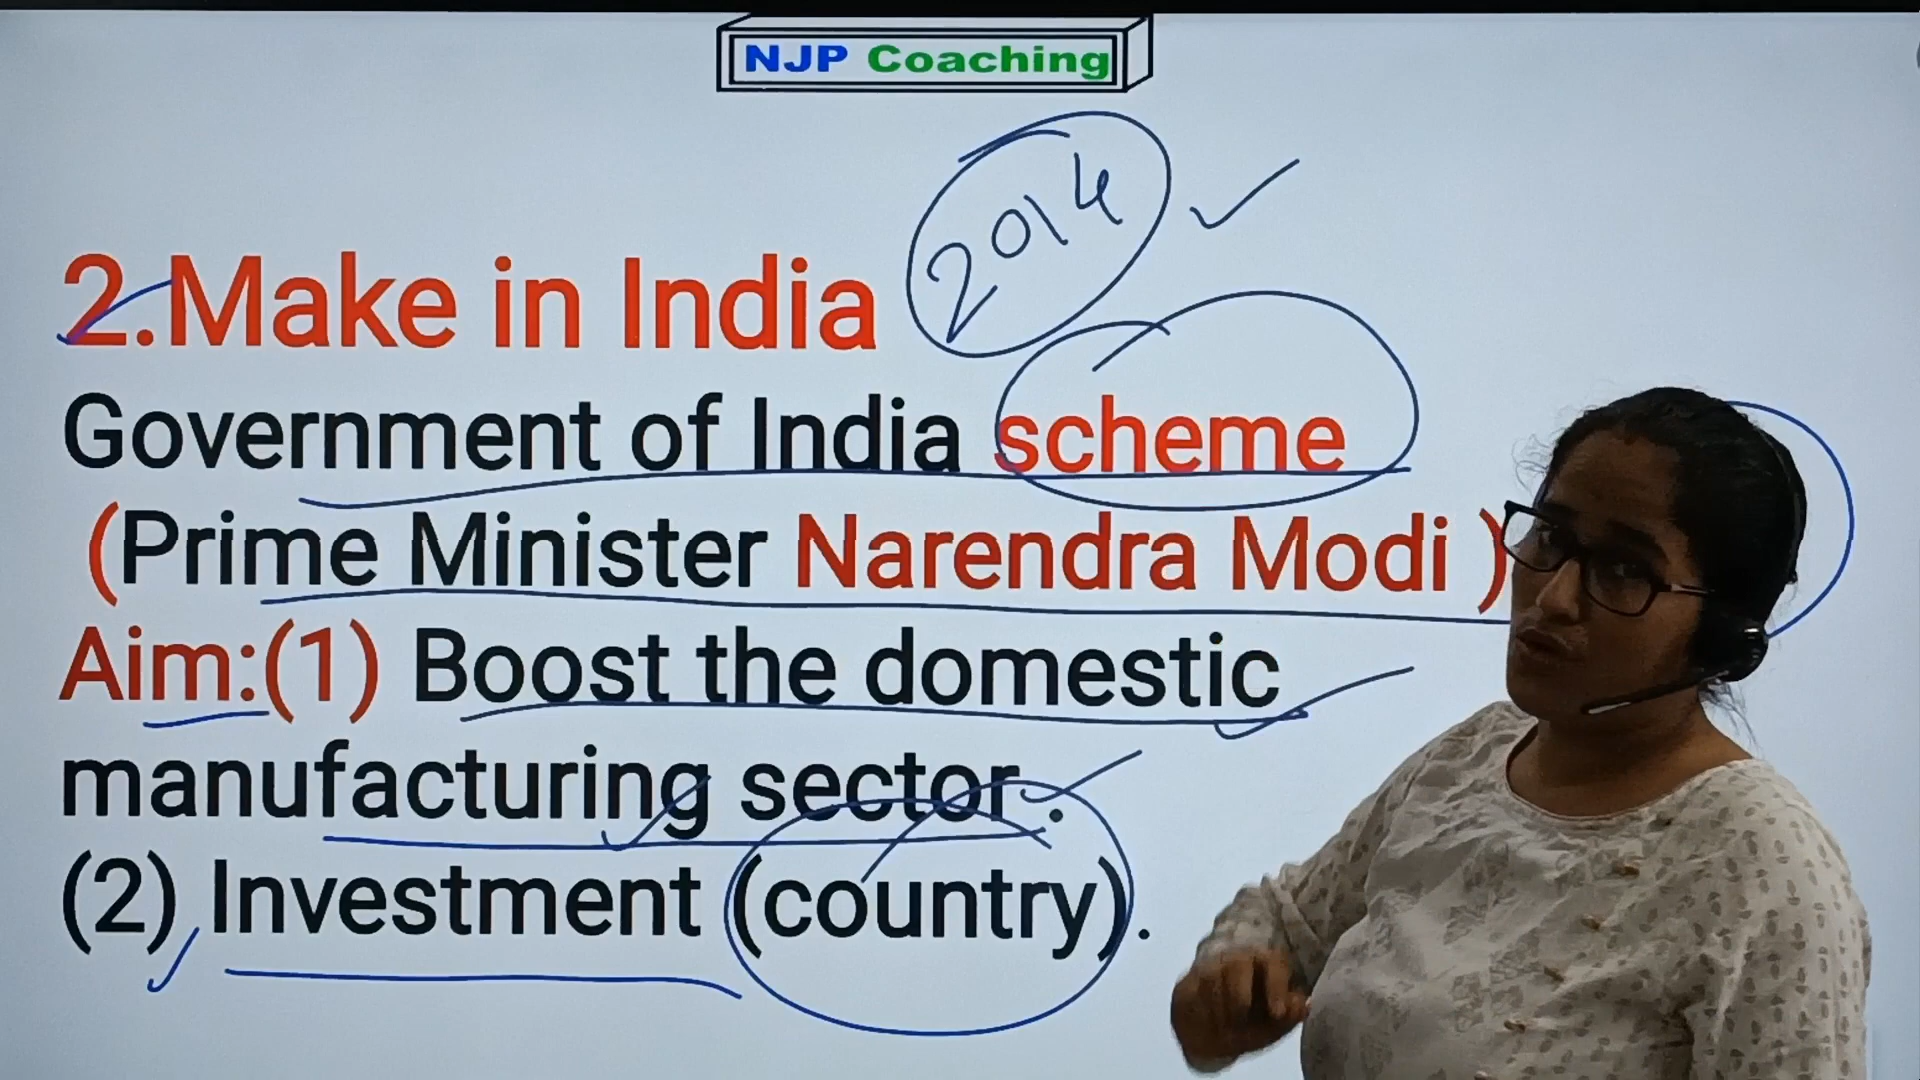 NJP Coaching
2014
2.Make in India
Government of India scheme
(Prime Minister Narendra Modi )
Aim:(1) Boost the domestic
manufacturing sector.
(2) Investment (country).